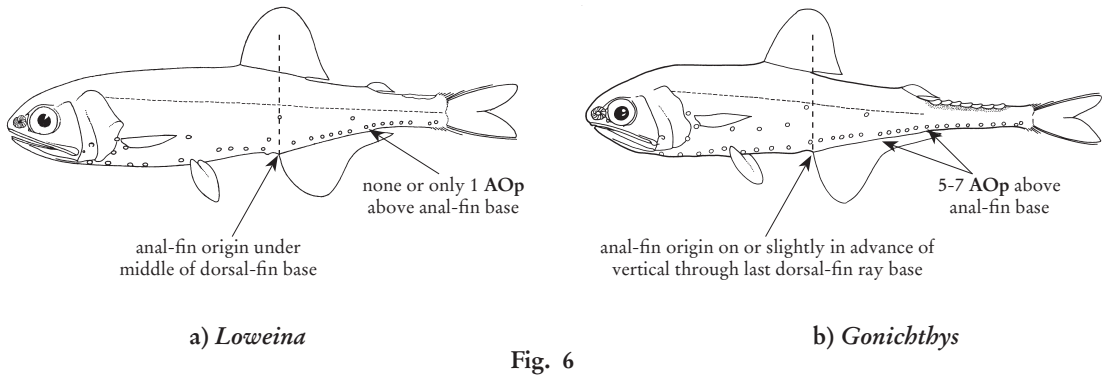 none or only 1 AOp
above anal-fin base
anal-fin origin under
middle of dorsal-fin base
a) Loweina
5-7 AOp above
anal-fin base
anal-fin origin on or slightly in advance of
vertical through last dorsal-fin ray base
b) Gonichthys
Fig. 6